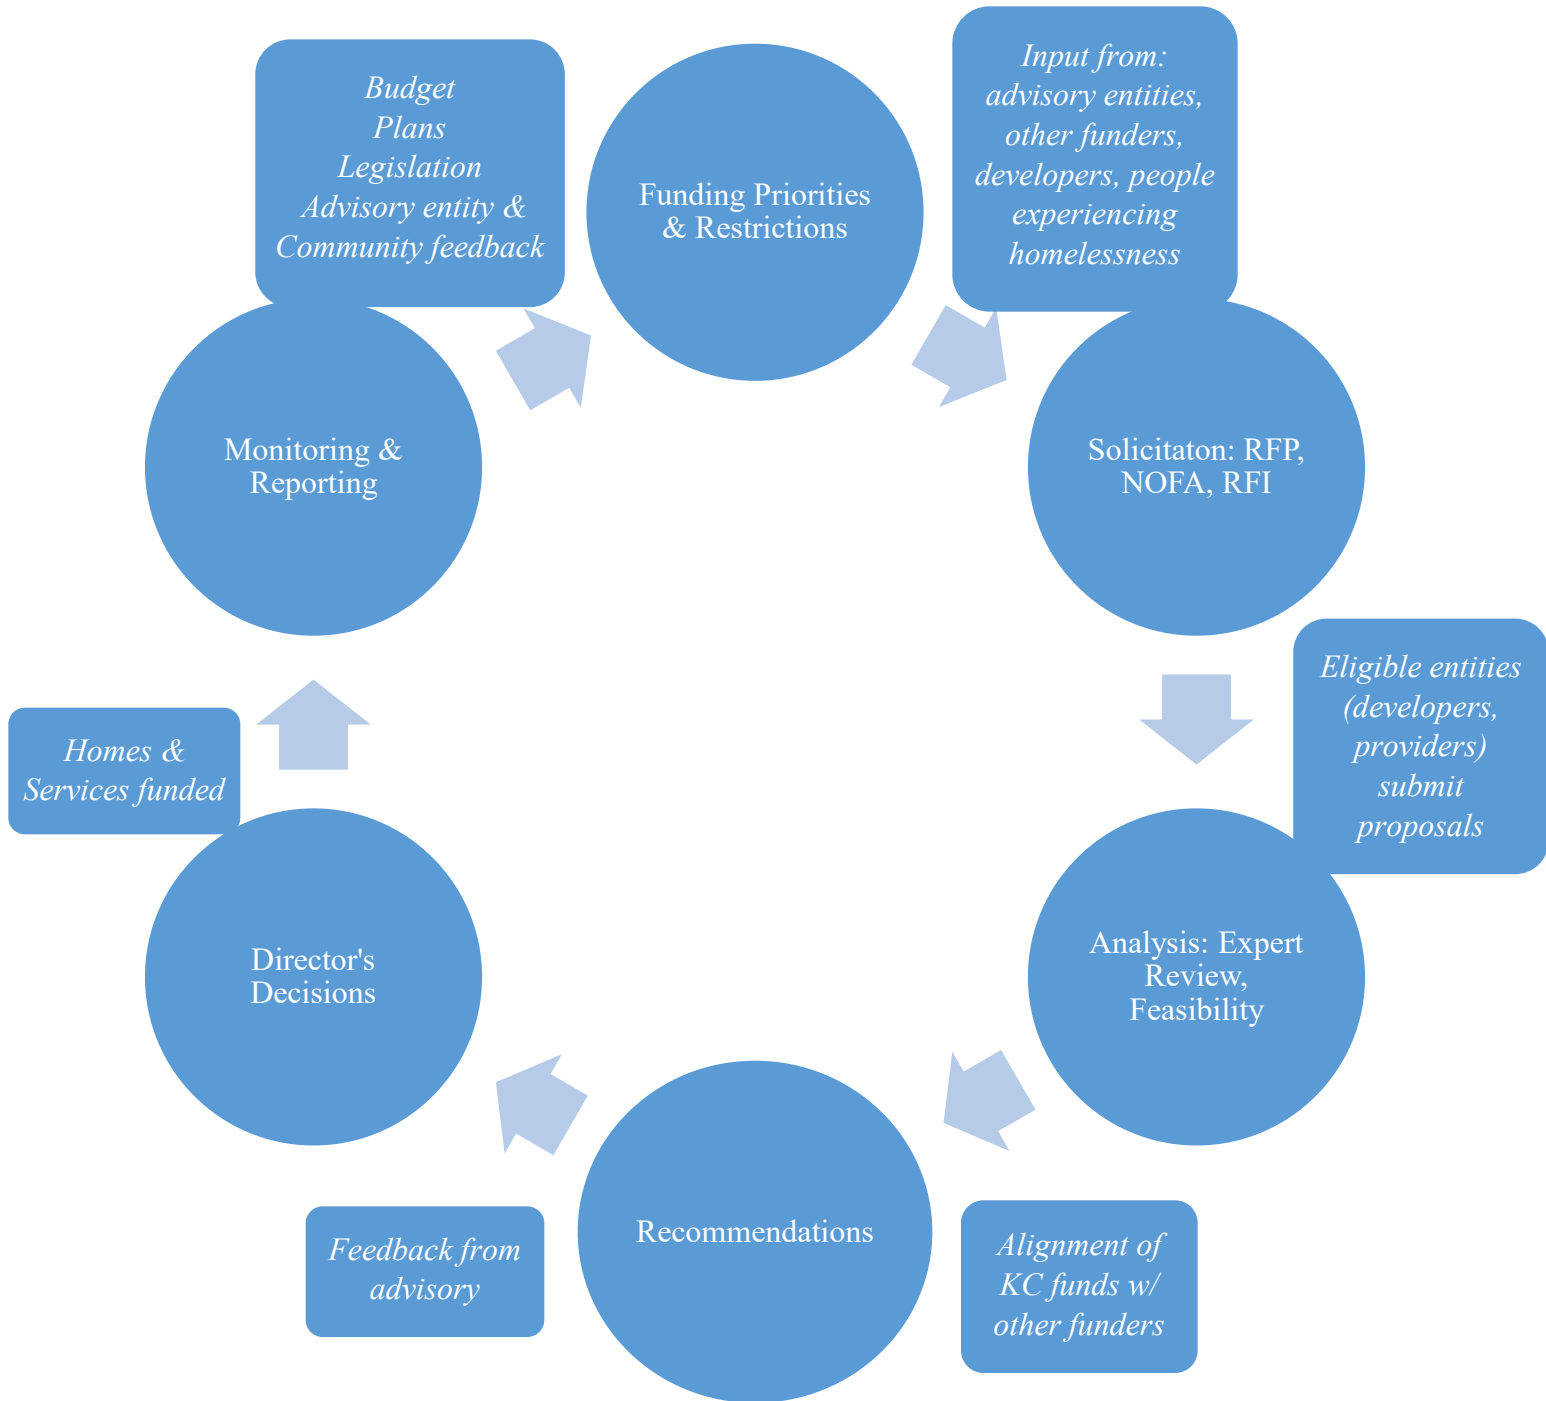 Budget
Plans
Legislation
Advisory entity &
Community feedback
Funding Priorities
& Restrictions
Input from:
advisory entities,
other funders,
developers, people
experiencing
homelessness
Monitoring &
Reporting
Solicitaton: RFP,
NOFA, RFI
Eligible entities
(developers,
providers)
submit
proposals
Homes &
Services funded
Director's
Decisions
Analysis: Expert
Review,
Feasibility
Recommendations
Feedback from
advisory
Alignment of
KC funds w/
other funders